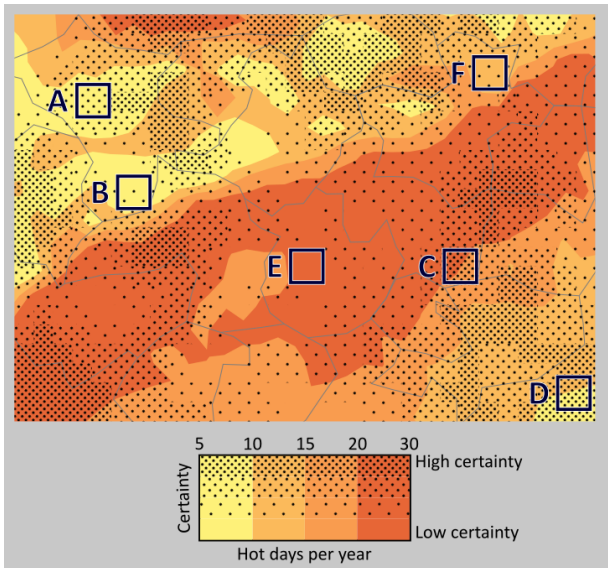 F
A
B
E
C
D
5 10 15 20 30
Certainty
High certainty
Low certainty
Hot days per year